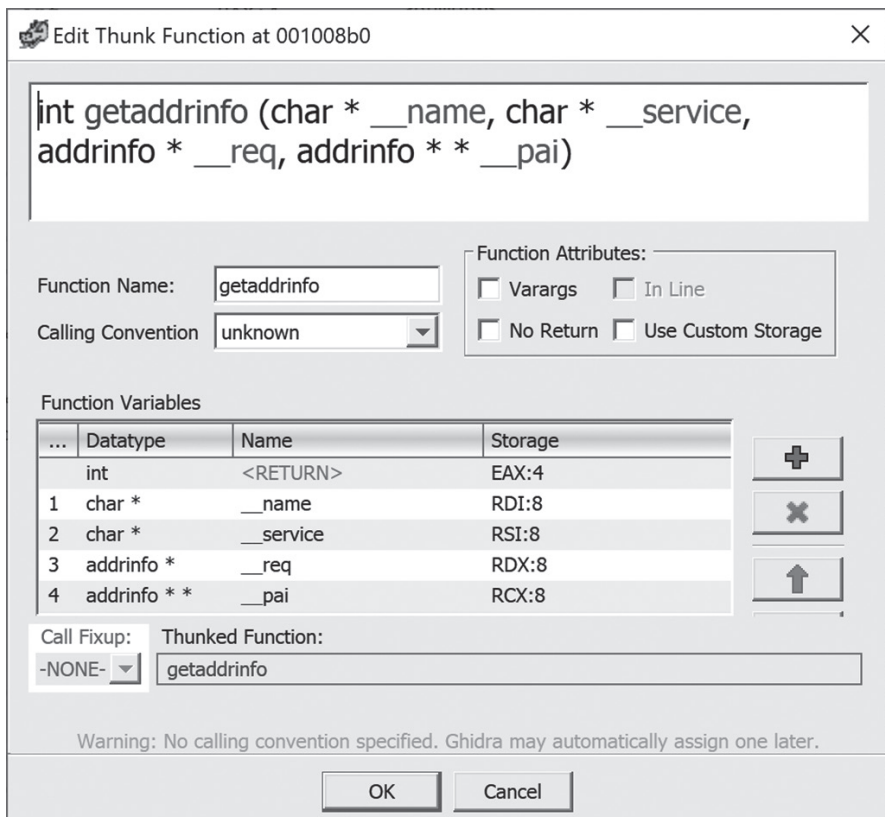 Edit Thunk Function at 001008b0
int getaddrinfo (char * __name, char * __service,
addrinfo * __req, addrinfo * * __pai)
Function Attributes:
Function Name: getaddrinfo
Varargs In Line
Calling Convention unknown
No Return Use Custom Storage
Function Variables
... Datatype Name Storage
int <RETURN> EAX:4
1 char * __name RDI:8
2 char * __service RSI:8
3 addrinfo * __req RDX:8
4 addrinfo * * __pai RCX:8
Call Fixup: Thunked Function:
-NONE- getaddrinfo
Warning: No calling convention specified. Ghidra may automatically assign one later.
OK Cancel